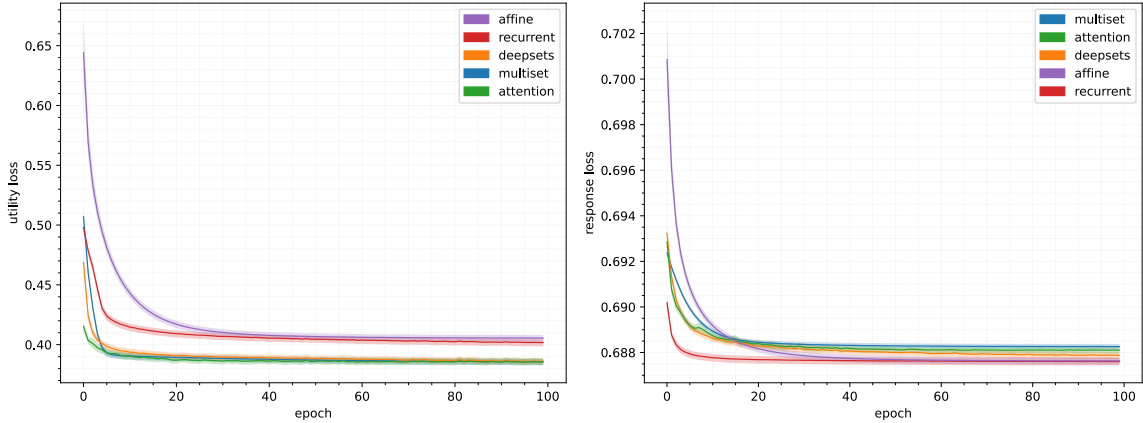 affine
recurrent
deepsets
multiset
attention
0.65
0.60
0.55
0.50
0.45
0.40
utility loss
0 20 40 60 80 100
epoch
multiset
attention
deepsets
affine
recurrent
0.702
0.700
0.698
0.696
0.694
0.692
0.690
0.688
response loss
0 20 40 60 80 100
epoch